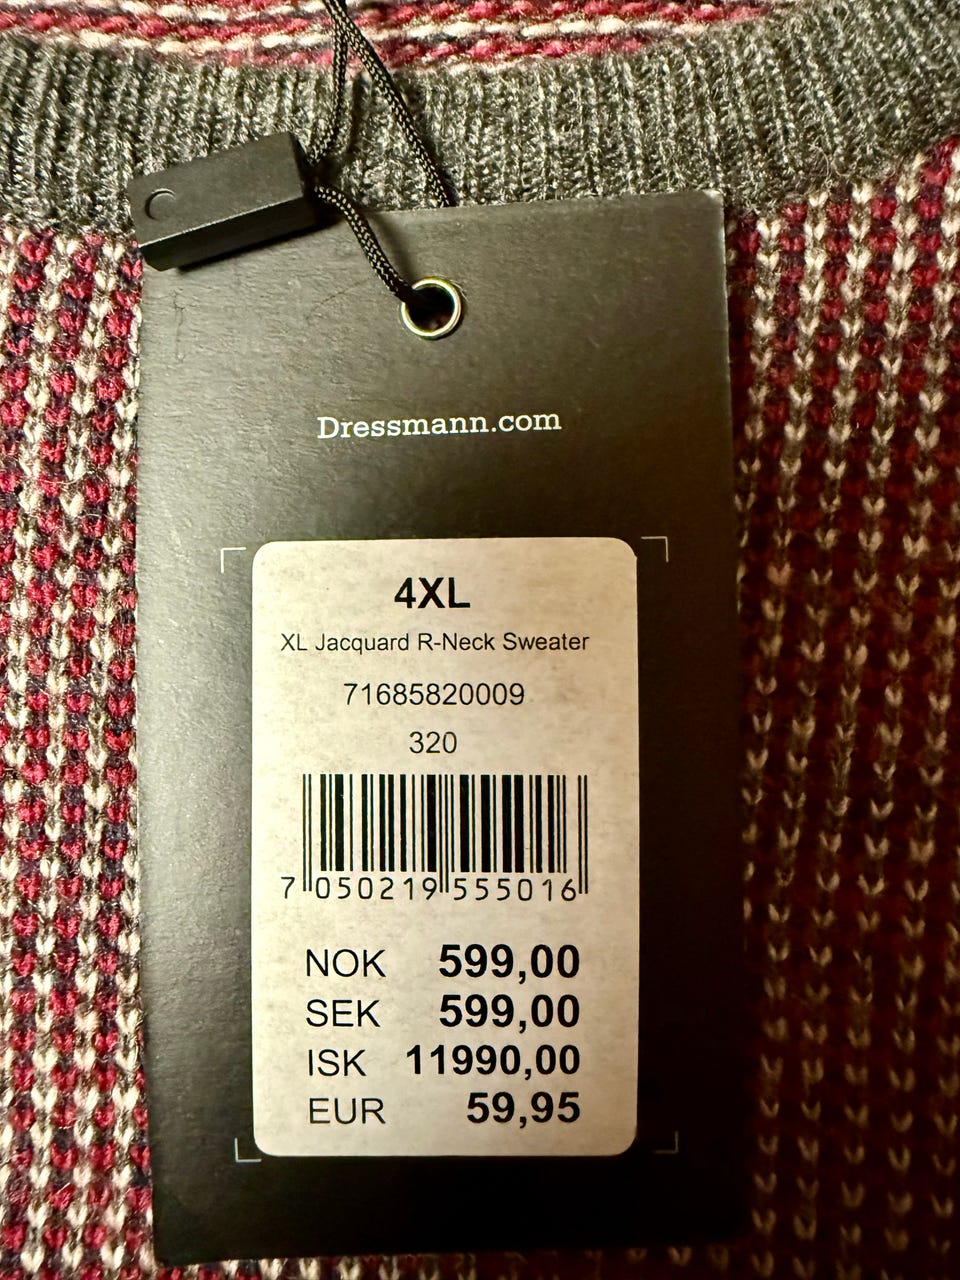 Dressmann.com
4XL
XL Jacquard R-Neck Sweater
71685820009
320
7 050219 555016
NOK 599,00
SEK 599,00
ISK 11990,00
EUR 59,95